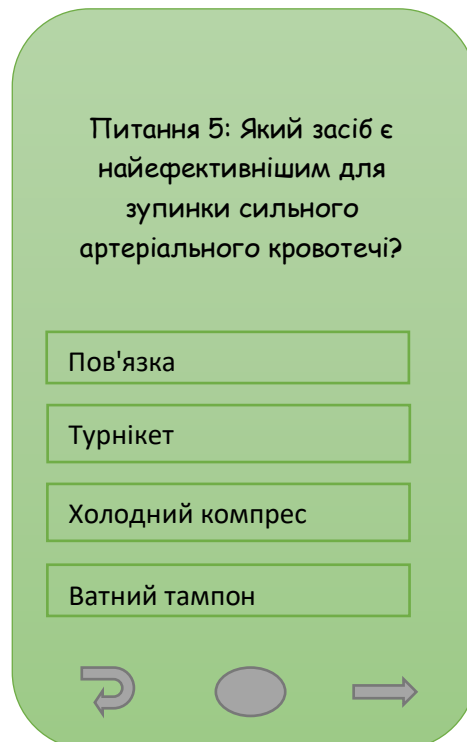 Питання 5: Який засіб є
найефективнішим для
зупинки сильного
артеріального кровотечі?
Пов'язка
Турнікет
Холодний компрес
Ватний тампон